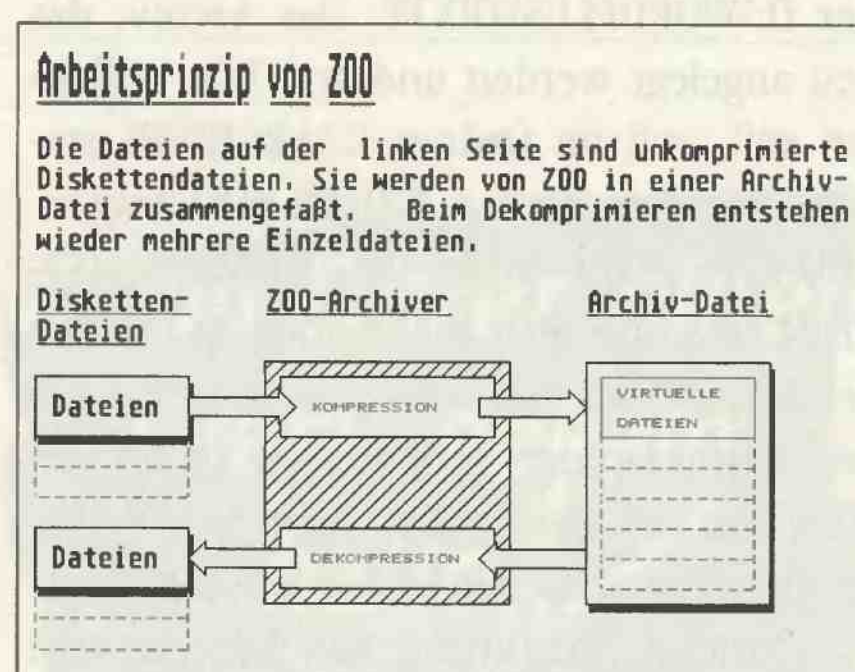 Arbeitsprinzip von ZOO
Die Dateien auf der linken Seite sind unkomprimierte
Diskettendateien. Sie werden von ZOO in einer Archiv-
Datei zusammengefaßt. Beim Dekomprimieren entstehen
wieder mehrere Einzeldateien.
Disketten-
Dateien
ZOO-Archiver
Archiv-Datei
Dateien
KOMPRESSION
VIRTUELLE
DATEIEN
Dateien
DEKOMPRESSION